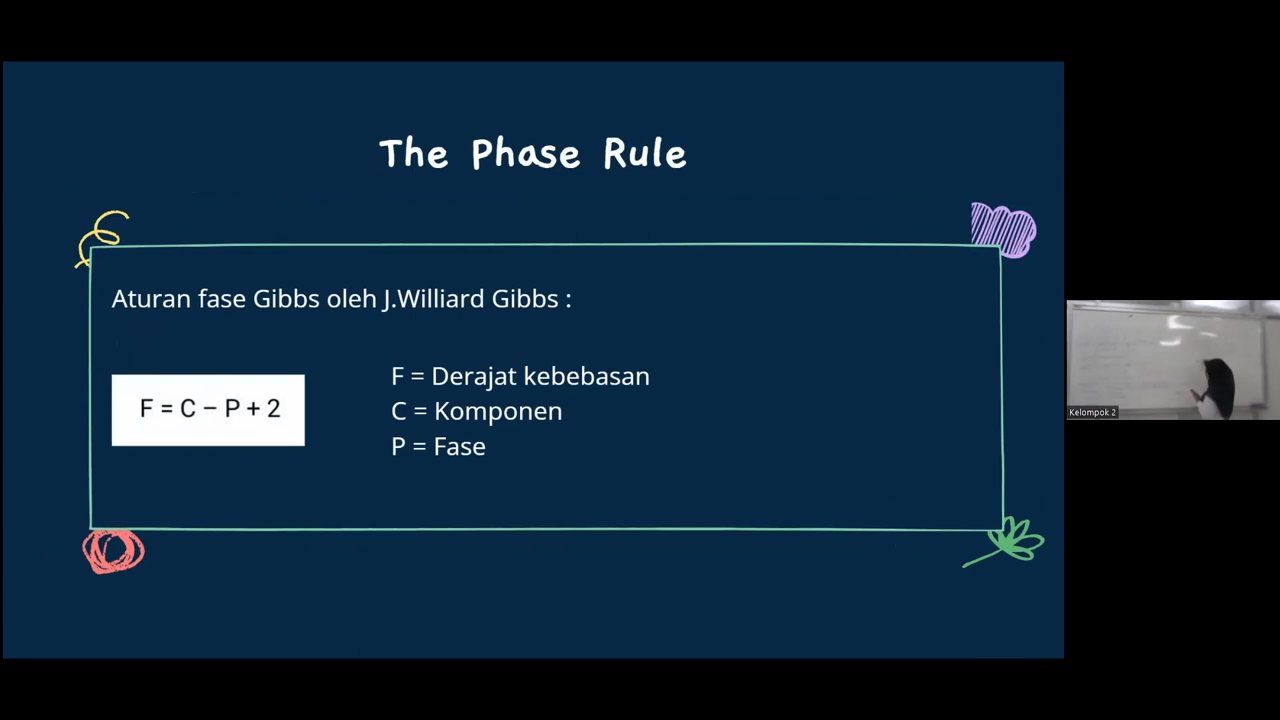 The Phase Rule
Aturan fase Gibbs oleh J.Williard Gibbs :
F = C – P + 2
F = Derajat kebebasan
C = Komponen
P = Fase
Kelompok 2